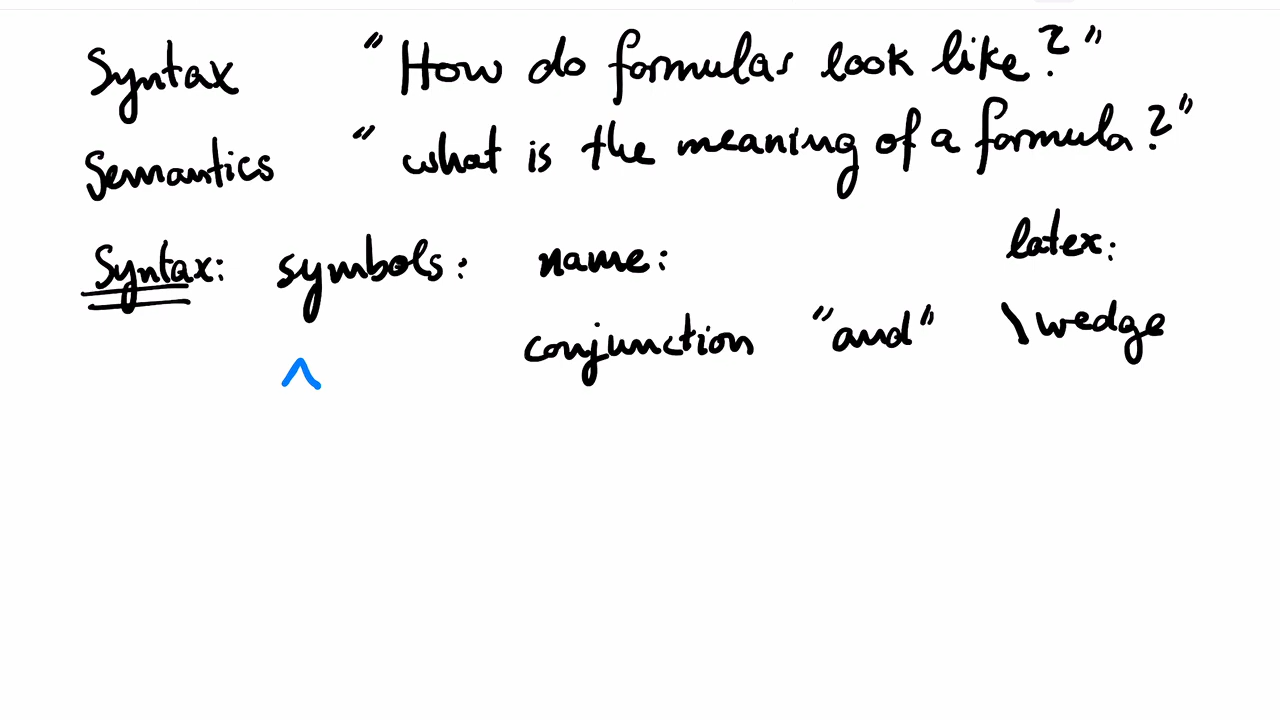 Syntax "How do formulas look like?"
Semantics "what is the meaning of a formula?"
Syntax: symbols: name: latex:
∧ conjunction "and" \wedge